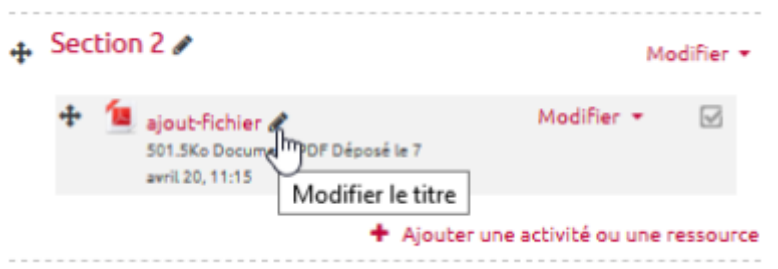 Section 2
Modifier
ajout-fichier
Modifier
501.5Ko Docume PDF Déposé le 7
avril 20, 11:15
Modifier le titre
Ajouter une activité ou une ressource